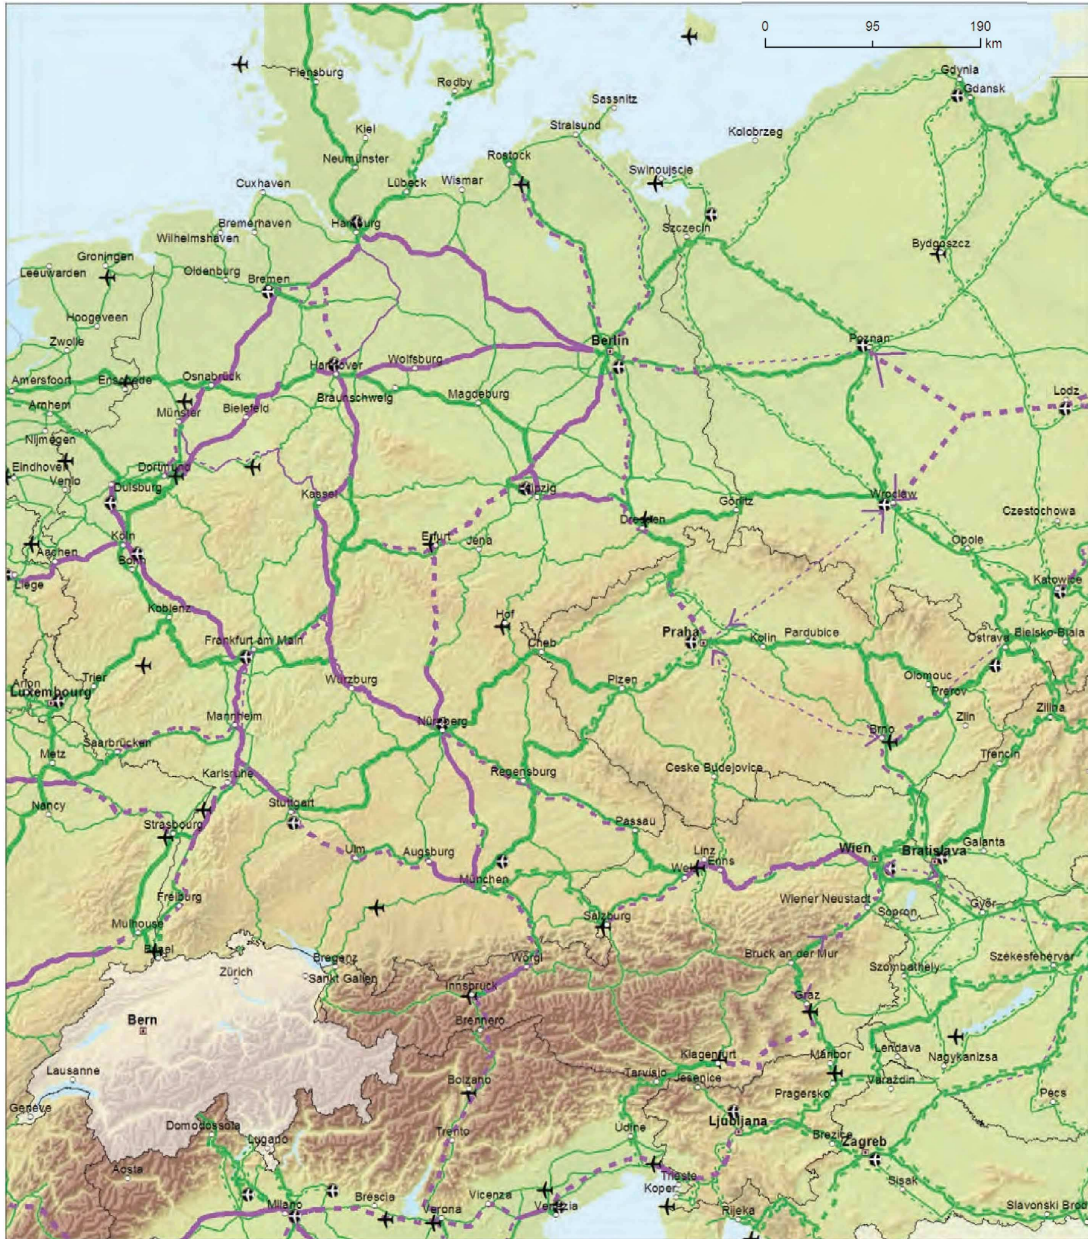 0 95 190
km
Gdynia
Flensburg
Rødby
Gdansk
Sassnitz
Kiel
Stralsund
Kolobrzeg
Neumünster
Rostock
Swinoujscie
Cuxhaven
Lübeck
Wismar
Bremerhaven
Hamburg
Szczecin
Wilhelmshaven
Bydgoszcz
Groningen
Leeuwarden
Oldenburg
Bremen
Hoogeveen
Zwolle
Berlin
Poznan
Hannover
Wolfsburg
Amersfoort
Enschede
Osnabrück
Lodz
Braunschweig
Magdeburg
Arnhem
Münster
Bielefeld
Nijmegen
Eindhoven
Dortmund
Venlo
Duisburg
Leipzig
Kassel
Görlitz
Wroclaw
Czestochowa
Dresden
Köln
Erfurt
Jena
Opole
Aachen
Bonn
Liege
Katowice
Koblenz
Hof
Praha
Kolin
Pardubice
Ostrava
Bielsko-Biala
Frankfurt am Main
Cheb
Trier
Arlon
Luxembourg
Würzburg
Plzen
Olomouc
Prerov
Mannheim
Nürnberg
Zlin
Zilina
Brno
Saarbrücken
Metz
Trencin
Karlsruhe
Regensburg
Ceske Budejovice
Nancy
Stuttgart
Strasbourg
Passau
Ulm
Augsburg
Linz
Enns
Wien
Bratislava
Galanta
München
Freiburg
Wiener Neustadt
Györ
Sopron
Mulhouse
Salzburg
Basel
Bregenz
Wörgl
Bruck an der Mur
Székesfehérvár
Zürich
Sankt Gallen
Szombathely
Innsbruck
Graz
Bern
Brennero
Klagenfurt
Maribor
Lendava
Nagykanizsa
Lausanne
Bolzano
Tarvisio
Jesenice
Varazdin
Pragersko
Pécs
Geneve
Domodossola
Lugano
Trento
Udine
Ljubljana
Brezice
Zagreb
Aosta
Trieste
Koper
Sisak
Milano
Brescia
Verona
Vicenza
Venezia
Rijeka
Slavonski Brod